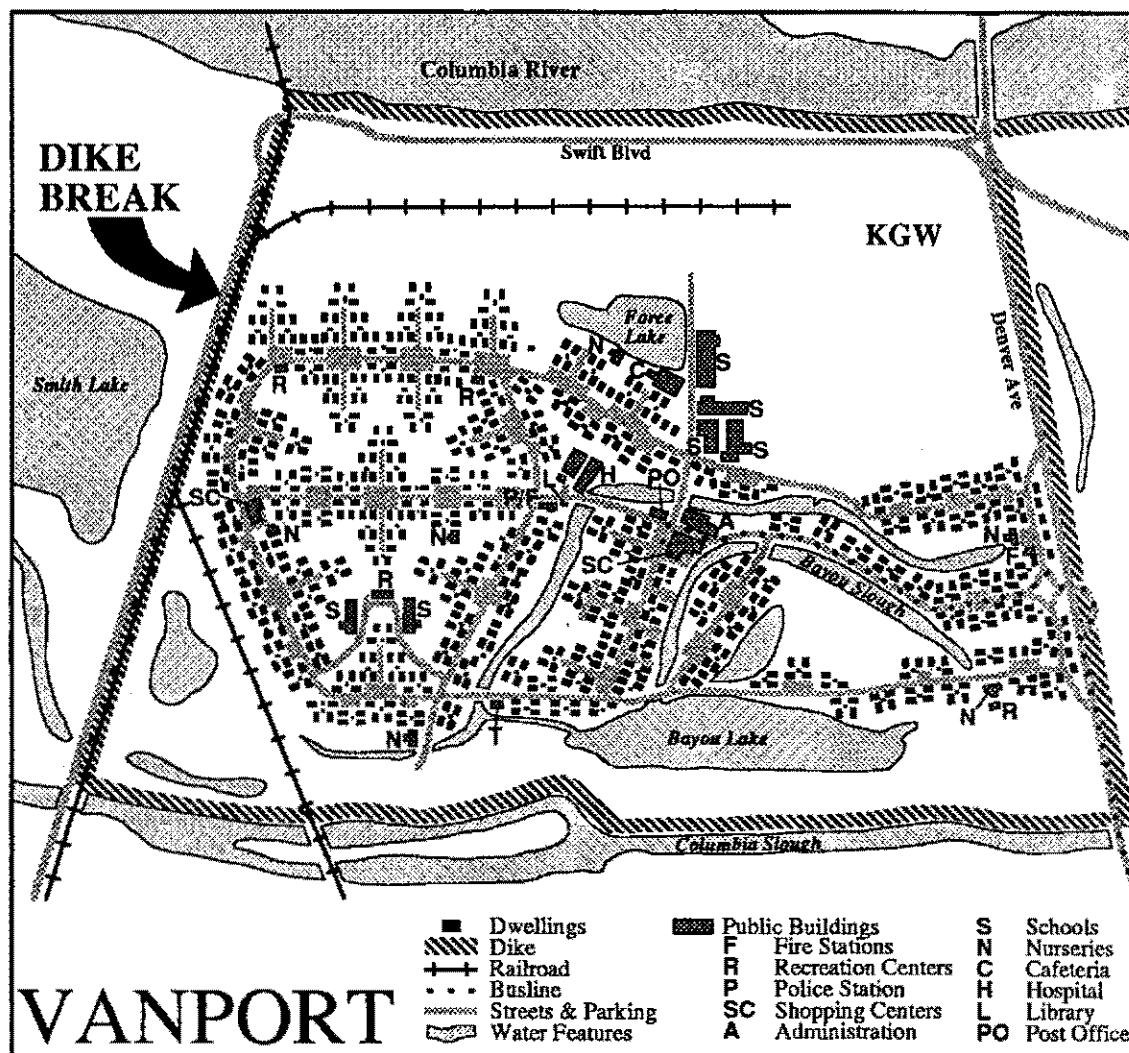 Columbia River
Swift Blvd
DIKE
BREAK
KGW
Denver Ave
Force
Lake
N
C
S
Smith Lake
R
R
S
S
S
H
PO
L
P/F
SC
A
N
N
SC
N
F
R
S
S
Bayou Slough
N
R
N
T
Bayou Lake
Columbia Slough
Dwellings
Dike
Railroad
Busline
Streets & Parking
Water Features
Public Buildings
F Fire Stations
R Recreation Centers
P Police Station
SC Shopping Centers
A Administration
S Schools
N Nurseries
C Cafeteria
H Hospital
L Library
PO Post Office
VANPORT